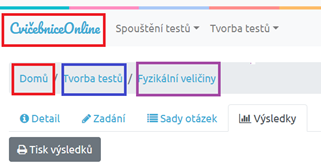 CvičebniceOnline Spouštění testů Tvorba testů
Domů / Tvorba testů / Fyzikální veličiny
Detail Zadání Sady otázek Výsledky
Tisk výsledků